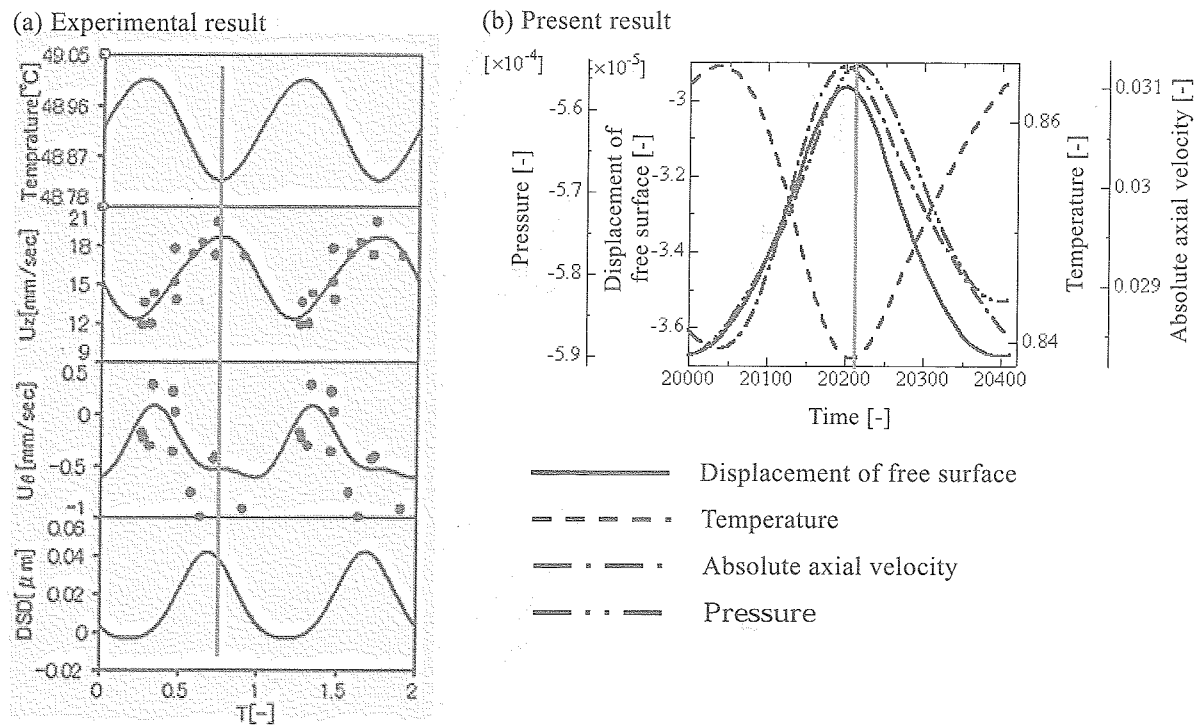 (a) Experimental result
49.05
48.96
48.87
48.78
Temprature[°C]
21
18
15
12
9
Uz[mm/sec]
0.5
0
-0.5
-1
Uθ[mm/sec]
0.06
0.04
0.02
0
-0.02
DSD[μm]
0 0.5 1 1.5 2
T[-]
(b) Present result
[×10⁻⁴
[×10⁻⁵
-5.6
-5.7
-5.8
-5.9
Pressure [-]
-3
-3.2
-3.4
-3.6
Displacement of
free surface [-]
0.86
0.84
Temperature [-]
0.031
0.03
0.029
Absolute axial velocity [-]
20000 20100 20200 20300 20400
Time [-]
Displacement of free surface
Temperature
Absolute axial velocity
Pressure